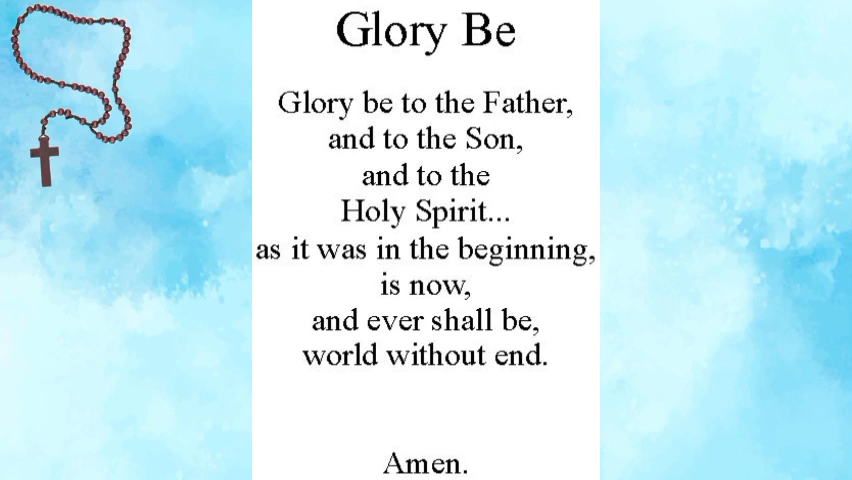 Glory Be
Glory be to the Father,
and to the Son,
and to the
Holy Spirit...
as it was in the beginning,
is now,
and ever shall be,
world without end.
Amen.